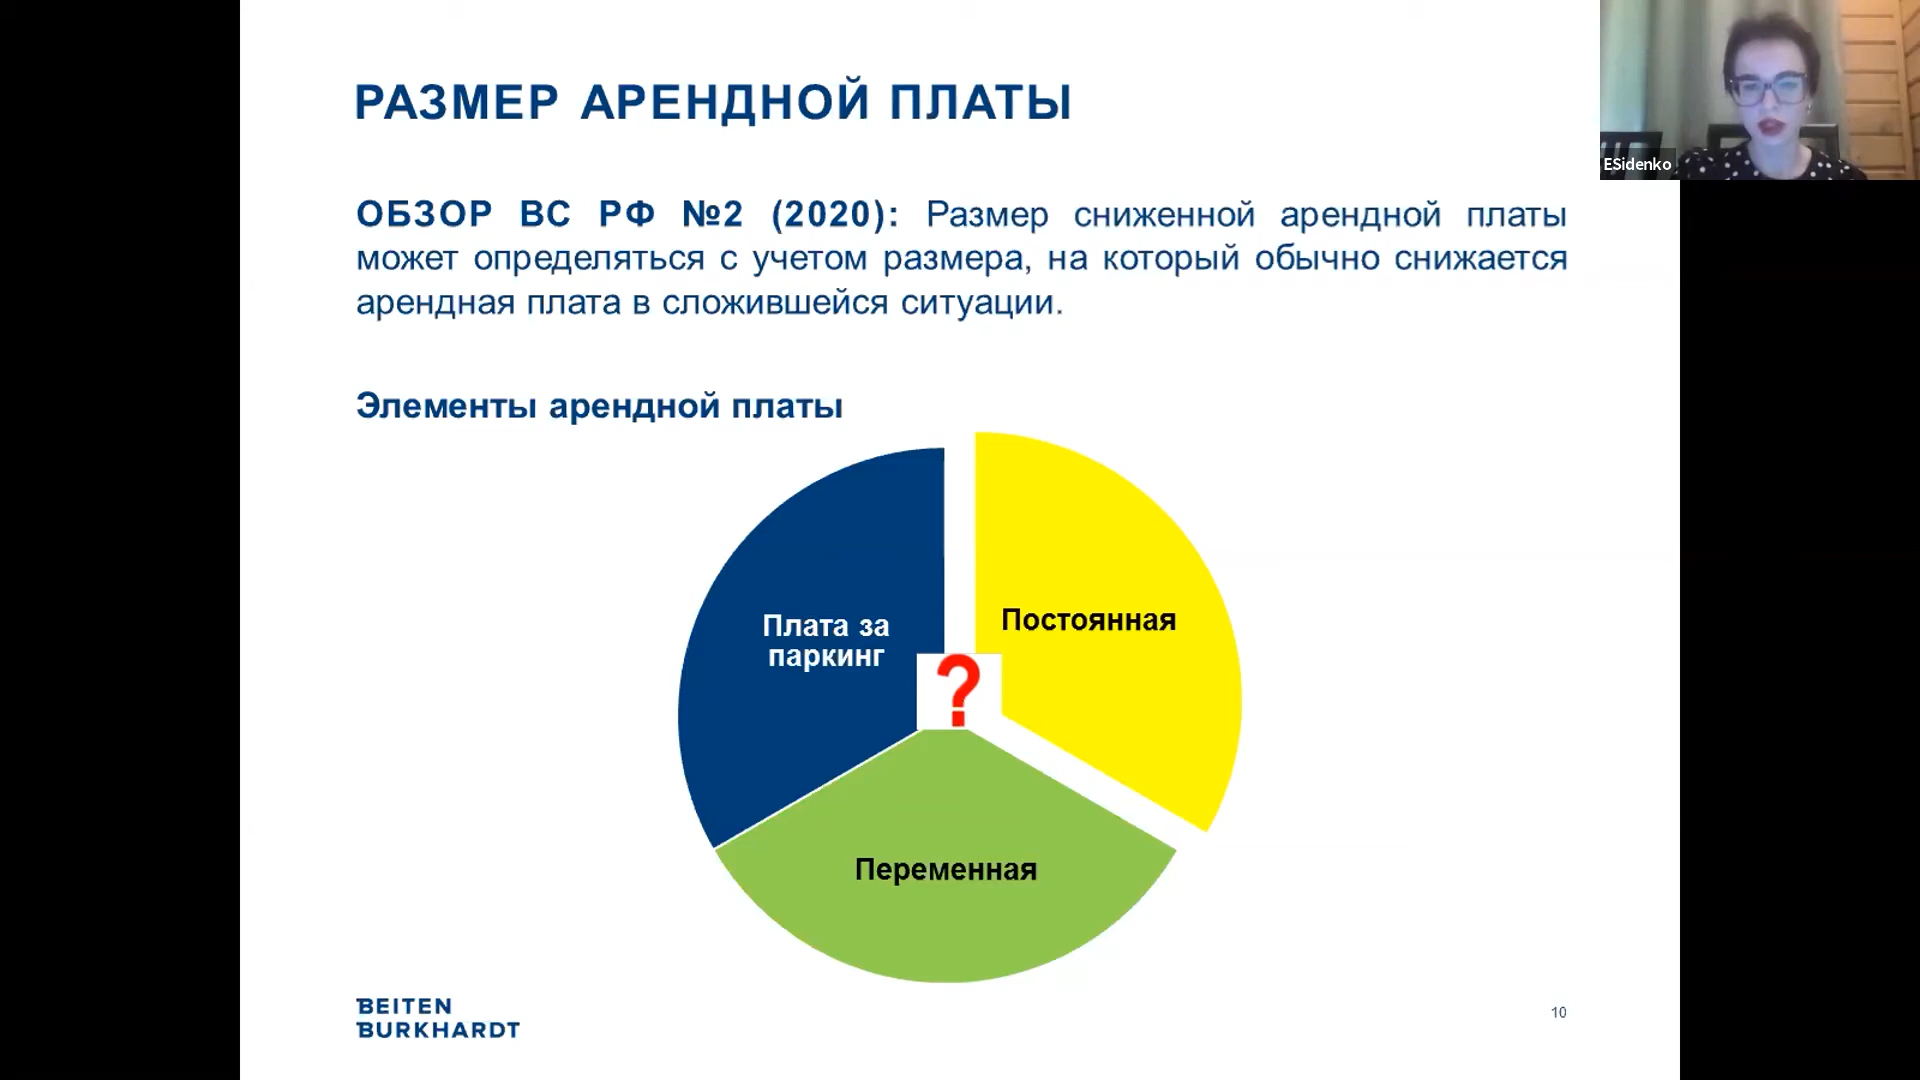 РАЗМЕР АРЕНДНОЙ ПЛАТЫ
ESidenko
ОБЗОР ВС РФ №2 (2020): Размер сниженной арендной платы
может определяться с учетом размера, на который обычно снижается
арендная плата в сложившейся ситуации.
Элементы арендной платы
Плата за
паркинг
Постоянная
?
Переменная
BEITEN
BURKHARDT
10